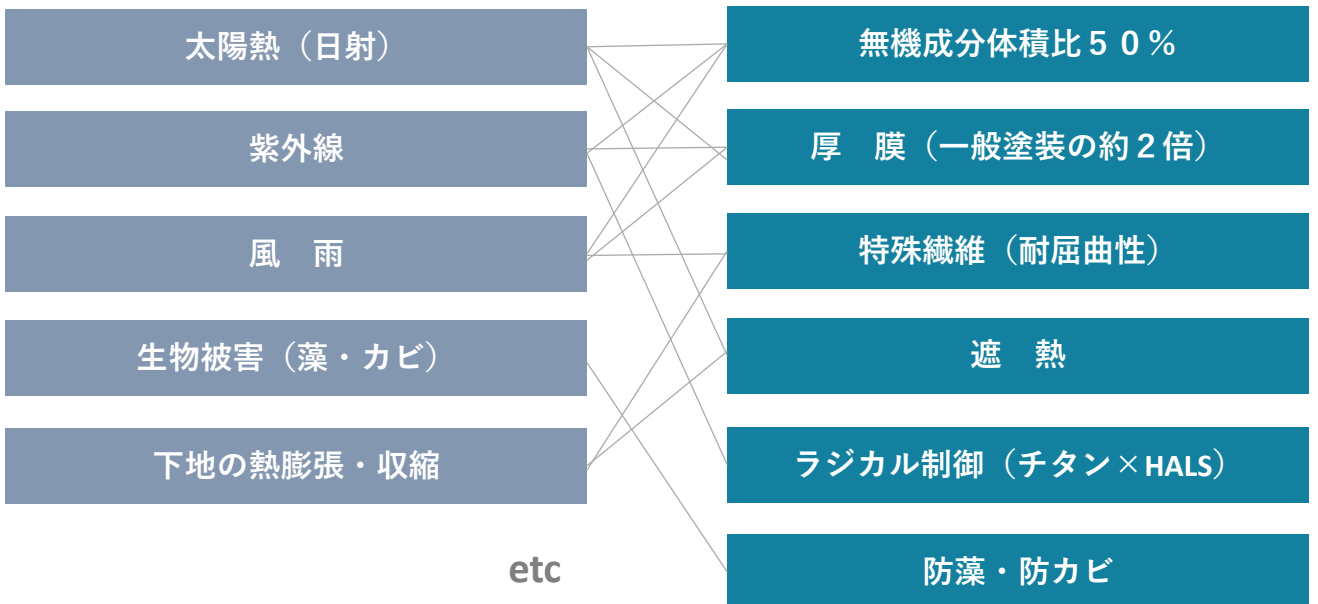 太陽熱（日射）
紫外線
風　雨
生物被害（藻・カビ）
下地の熱膨張・収縮
etc
無機成分体積比５０％
厚　膜（一般塗装の約２倍）
特殊繊維（耐屈曲性）
遮　熱
ラジカル制御（チタン×HALS）
防藻・防カビ